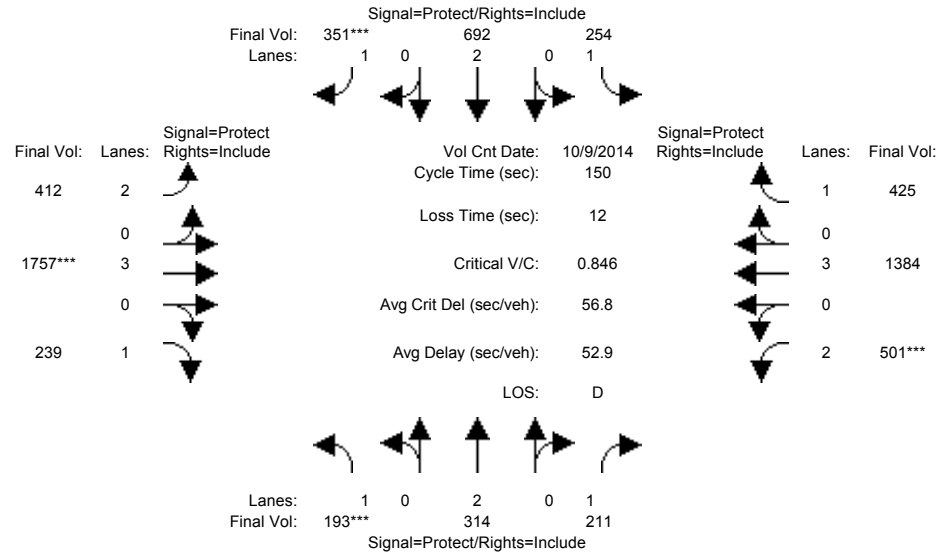 Signal=Protect/Rights=Include
Final Vol: 351*** 692 254
Lanes: 1 0 2 0 1
Signal=Protect
Final Vol: Lanes: Rights=Include
Vol Cnt Date: 10/9/2014
Signal=Protect
Rights=Include Lanes: Final Vol:
Cycle Time (sec): 150
412 2
1 425
Loss Time (sec): 12
0
0
1757*** 3
Critical V/C: 0.846
3 1384
0
Avg Crit Del (sec/veh): 56.8
0
239 1
Avg Delay (sec/veh): 52.9
2 501***
LOS: D
Lanes: 1 0 2 0 1
Final Vol: 193*** 314 211
Signal=Protect/Rights=Include